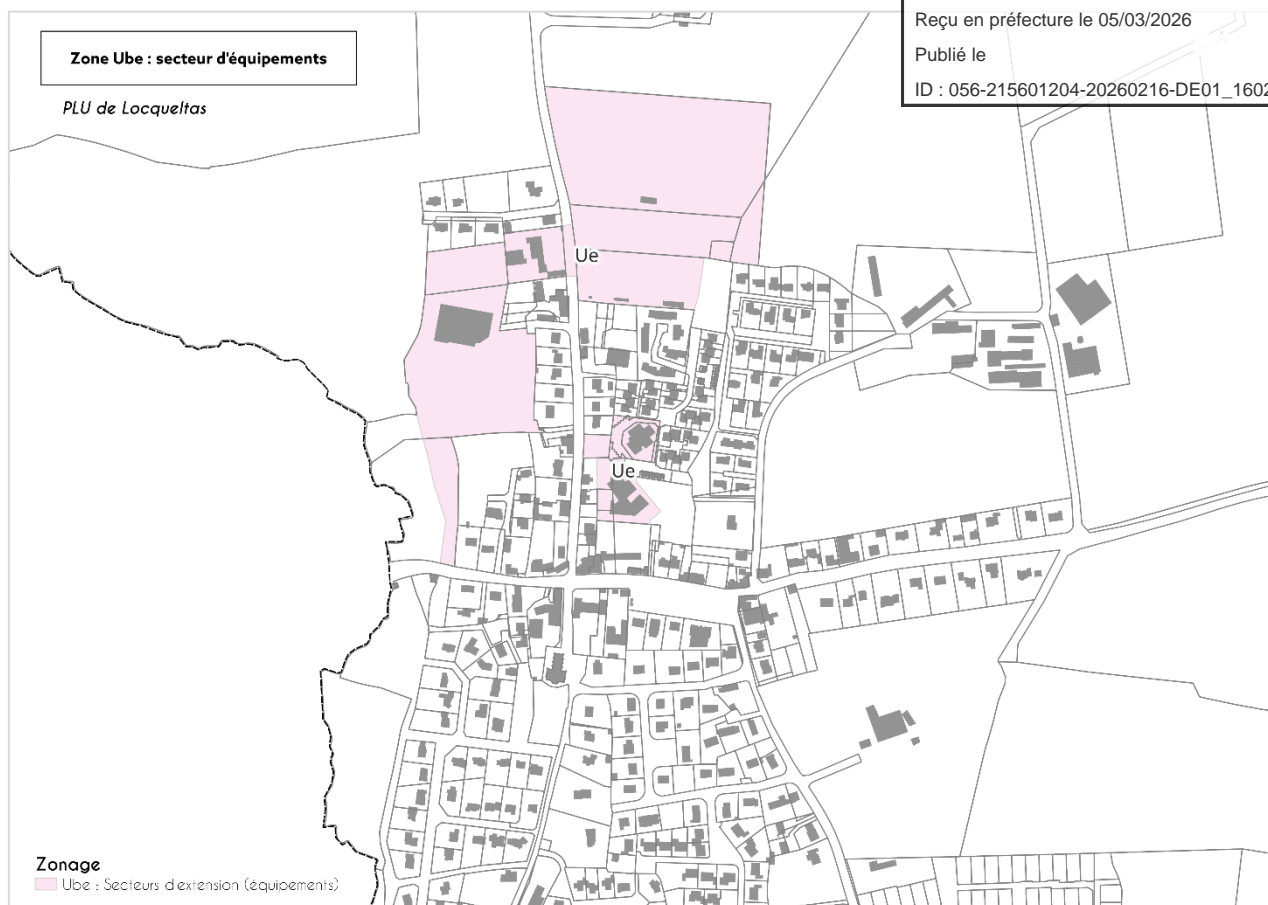 Reçu en préfecture le 05/03/2026
Publié le
ID : 056-215601204-20260216-DE01_1602
Zone Ube : secteur d'équipements
PLU de Locqueltas
Ue
Ue
Zonage
Ube : Secteurs d'extension (équipements)